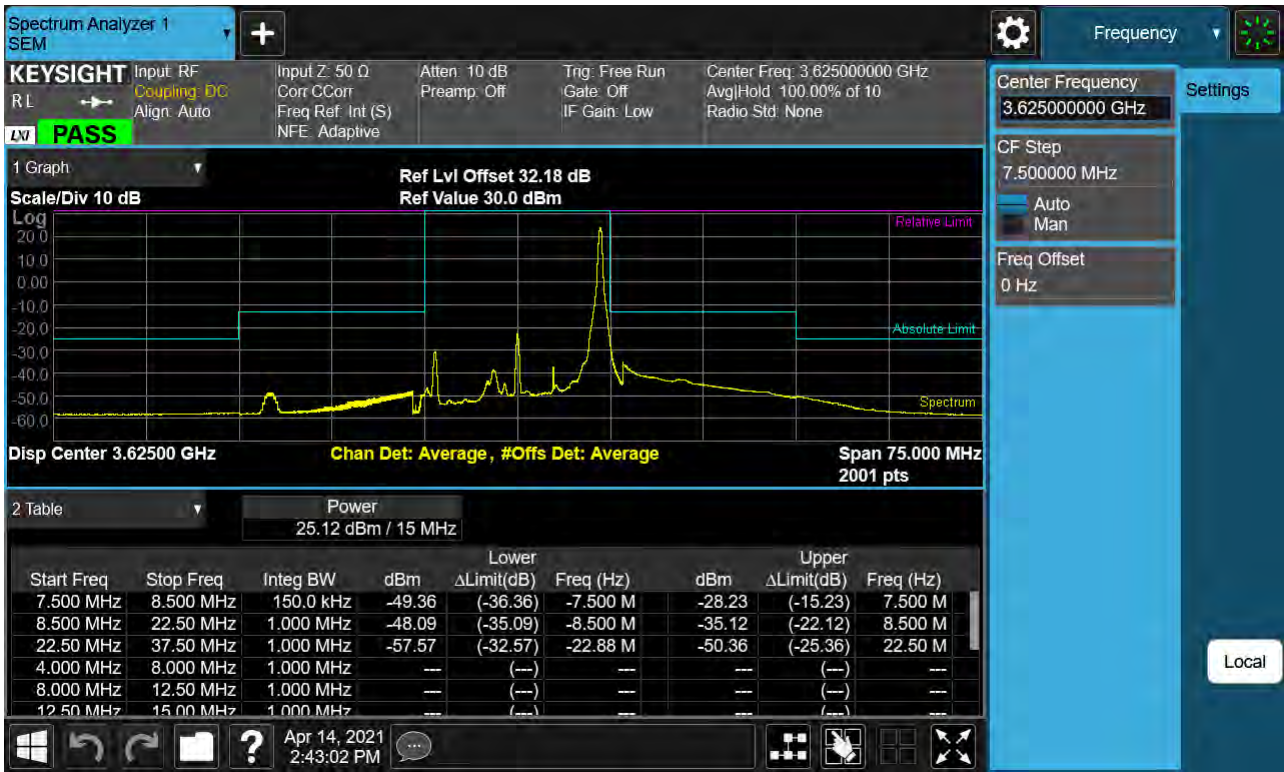 Spectrum Analyzer 1
SEM
+
Frequency
KEYSIGHT
RL
LXI
PASS
Input: RF
Coupling: DC
Align: Auto
Input Z: 50 Ω
Corr CCorr
Freq Ref: Int (S)
NFE: Adaptive
Atten: 10 dB
Preamp: Off
Trig: Free Run
Gate: Off
IF Gain: Low
Center Freq: 3.625000000 GHz
Avg|Hold: 100.00% of 10
Radio Std: None
Center Frequency
3.625000000 GHz
Settings
CF Step
7.500000 MHz
Auto
Man
Freq Offset
0 Hz
1 Graph
Scale/Div 10 dB
Ref Lvl Offset 32.18 dB
Ref Value 30.0 dBm
Log
20.0
10.0
0.00
-10.0
-20.0
-30.0
-40.0
-50.0
-60.0
Relative Limit
Absolute Limit
Spectrum
Disp Center 3.62500 GHz
Chan Det: Average, #Offs Det: Average
Span 75.000 MHz
2001 pts
2 Table
Power
25.12 dBm / 15 MHz
Lower Upper
Start Freq Stop Freq Integ BW dBm ΔLimit(dB) Freq (Hz) dBm ΔLimit(dB) Freq (Hz)
7.500 MHz 8.500 MHz 150.0 kHz -49.36 (-36.36) -7.500 M -28.23 (-15.23) 7.500 M
8.500 MHz 22.50 MHz 1.000 MHz -48.09 (-35.09) -8.500 M -35.12 (-22.12) 8.500 M
22.50 MHz 37.50 MHz 1.000 MHz -57.57 (-32.57) -22.88 M -50.36 (-25.36) 22.50 M
4.000 MHz 8.000 MHz 1.000 MHz --- (---) --- --- (---) ---
8.000 MHz 12.50 MHz 1.000 MHz --- (---) --- --- (---) ---
12.50 MHz 15.00 MHz 1.000 MHz --- (---) --- --- (---) ---
Local
?
Apr 14, 2021
2:43:02 PM